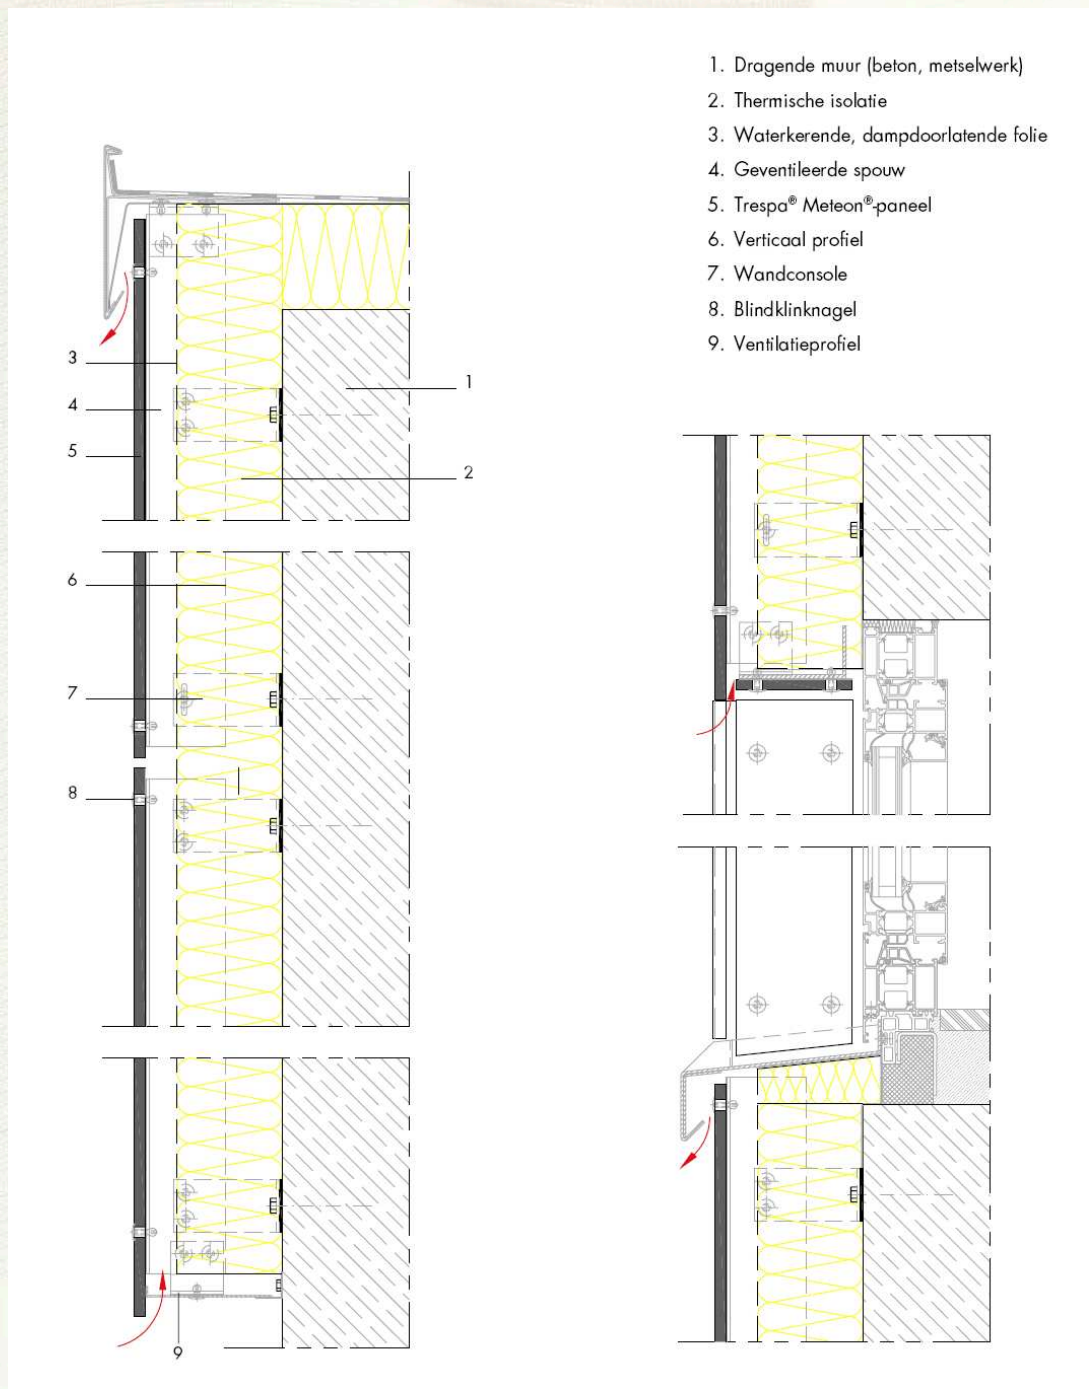 1. Dragende muur (beton, metselwerk)
2. Thermische isolatie
3. Waterkerende, dampdoorlatende folie
4. Geventileerde spouw
5. Trespa® Meteon®-paneel
6. Verticaal profiel
7. Wandconsole
8. Blindklinknagel
9. Ventilatieprofiel
3
1
4
5
2
6
7
8
9